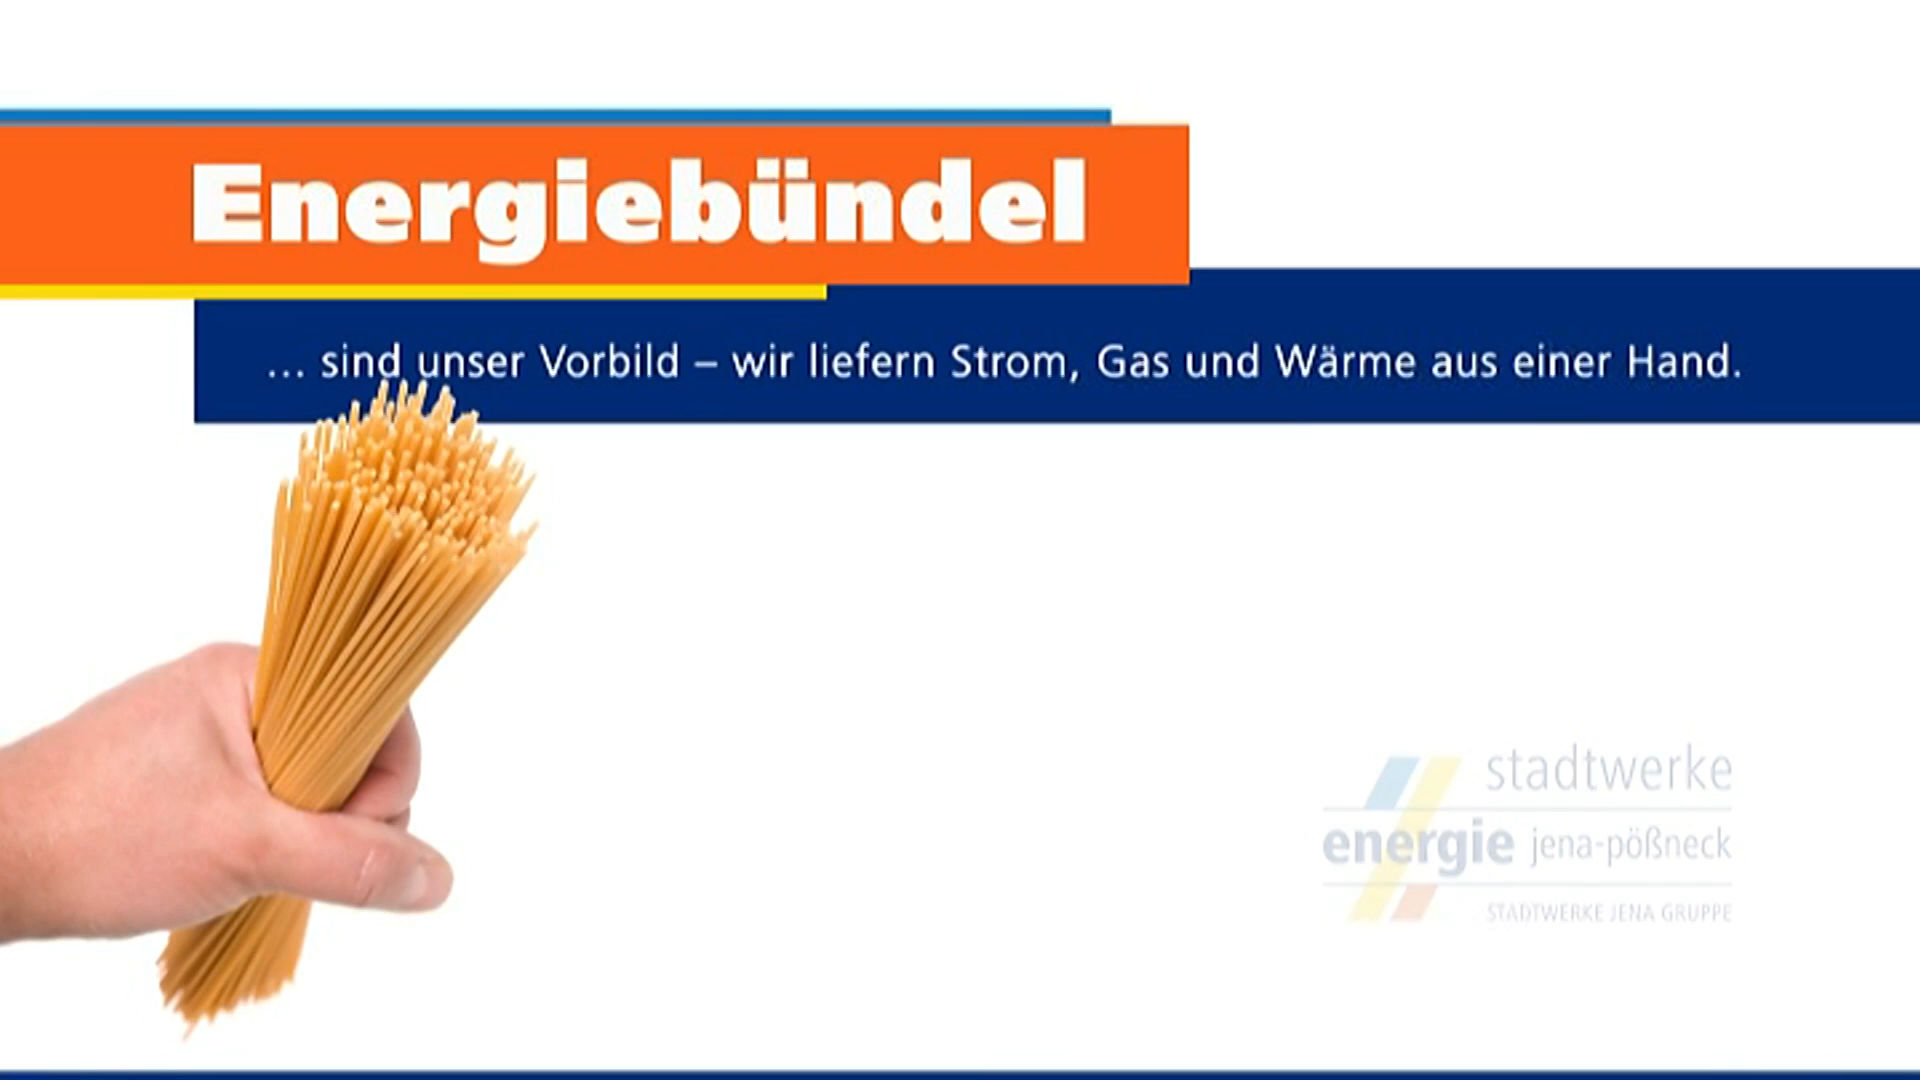 Energiebündel
... sind unser Vorbild – wir liefern Strom, Gas und Wärme aus einer Hand.
stadtwerke
energie jena-pößneck
STADTWERKE JENA GRUPPE